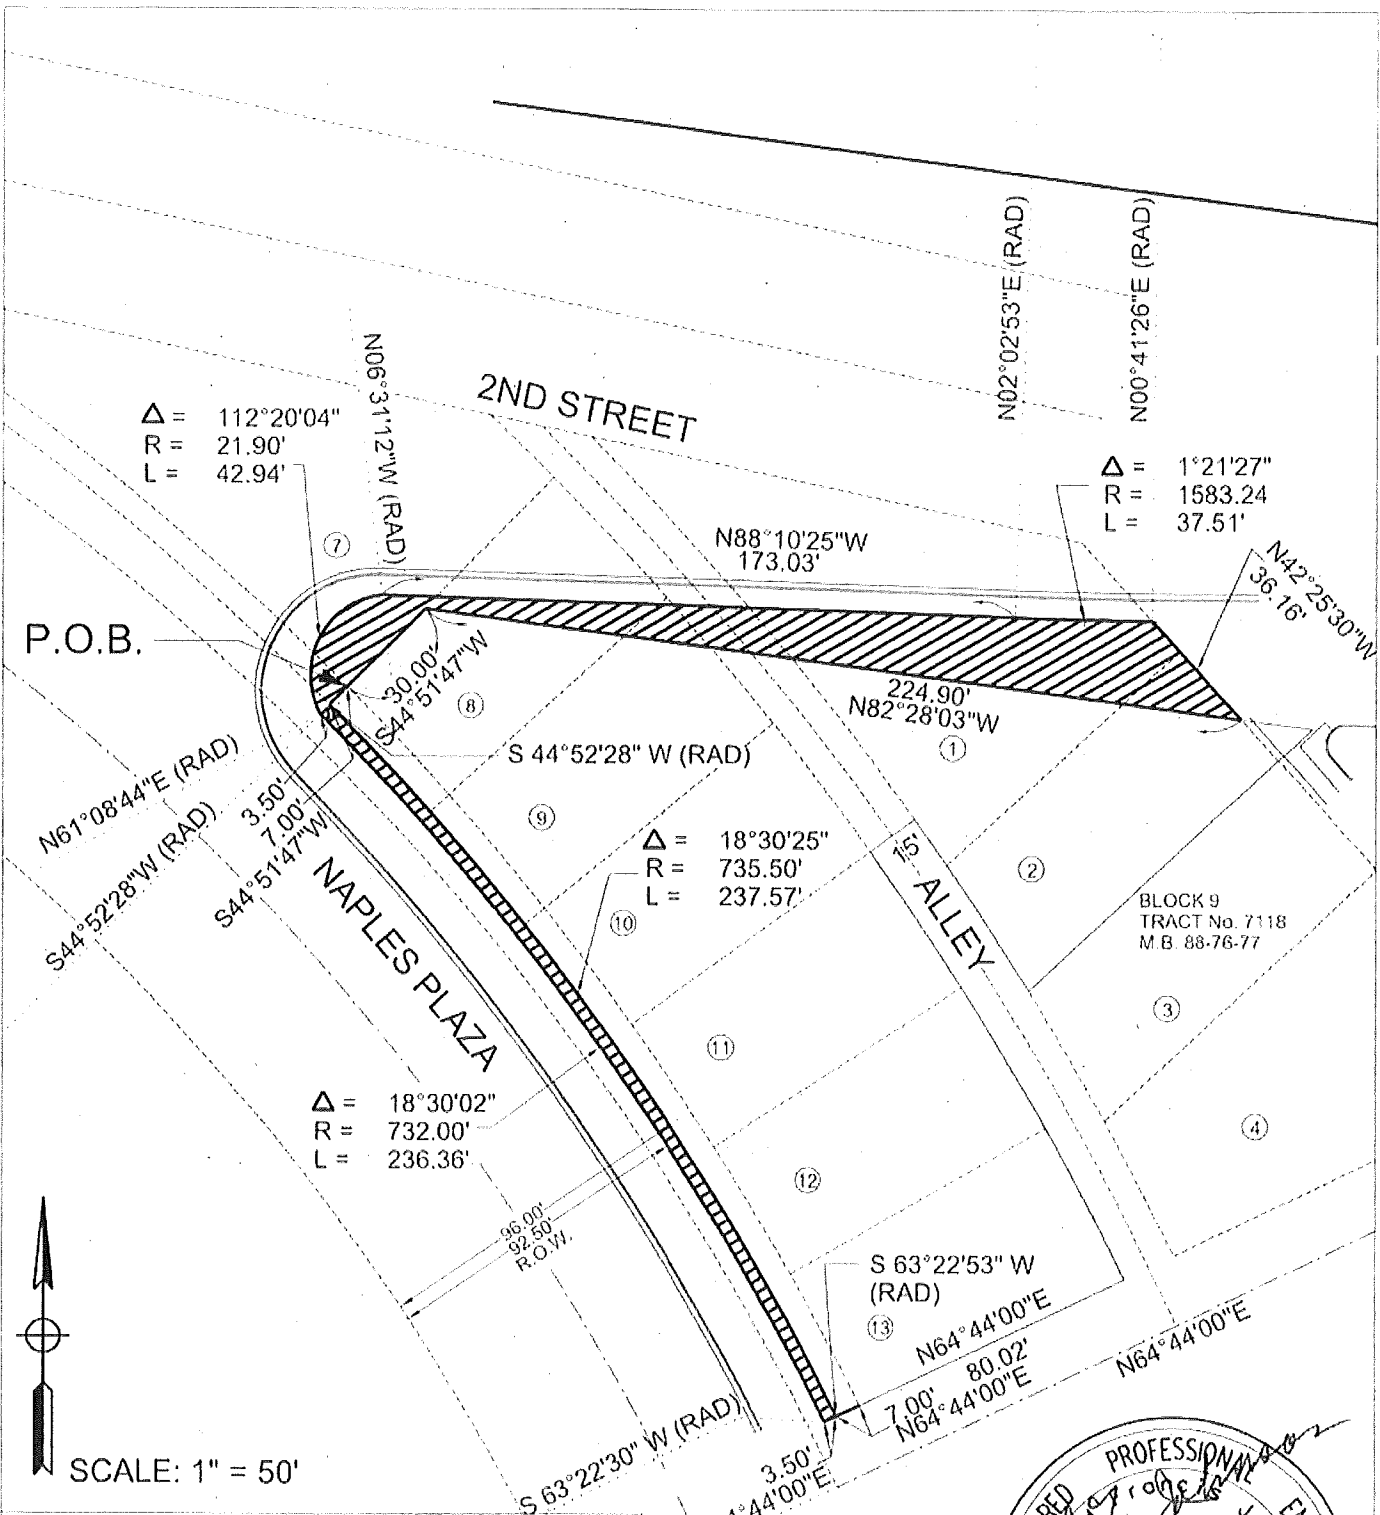 N02°02'53"E (RAD)
N00°41'26"E (RAD)
N06°31'12"W (RAD)
2ND STREET
Δ = 112°20'04"
R = 21.90'
L = 42.94'
Δ = 1°21'27"
R = 1583.24
L = 37.51'
7
N88°10'25"W
173.03'
N42°25'30"W
36.16'
P.O.B.
30.00'
S44°51'47"W
8
224.90'
N82°28'03"W
1
S 44°52'28" W (RAD)
N61°08'44"E (RAD)
S44°52'28"W (RAD)
3.50'
7.00'
S44°51'47"W
9
Δ = 18°30'25"
R = 735.50'
L = 237.57'
15'
ALLEY
2
NAPLES PLAZA
10
BLOCK 9
TRACT No. 7118
M.B. 88-76-77
3
11
Δ = 18°30'02"
R = 732.00'
L = 236.36'
4
12
96.00'
92.50'
R.O.W.
S 63°22'53" W
(RAD)
13
N64°44'00"E
80.02'
7.00'
N64°44'00"E
N64°44'00"E
S 63°22'30" W (RAD)
3.50'
4°44'00"E
SCALE: 1" = 50'
PROFESSIONAL